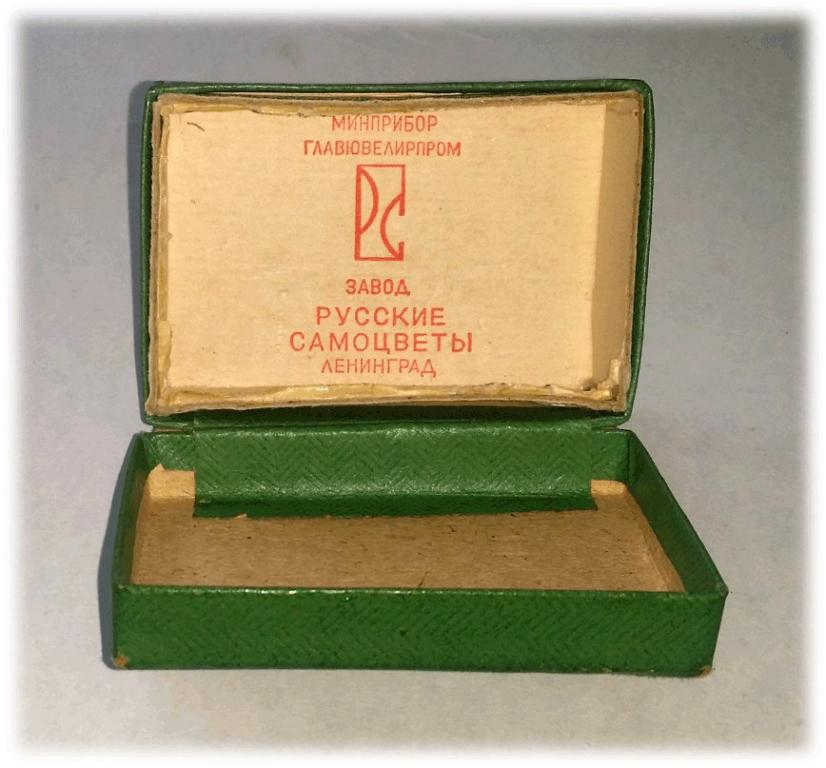 МИНПРИБОР
ГЛАВЮВЕЛИРПРОМ
РС
ЗАВОД
РУССКИЕ
САМОЦВЕТЫ
ЛЕНИНГРАД